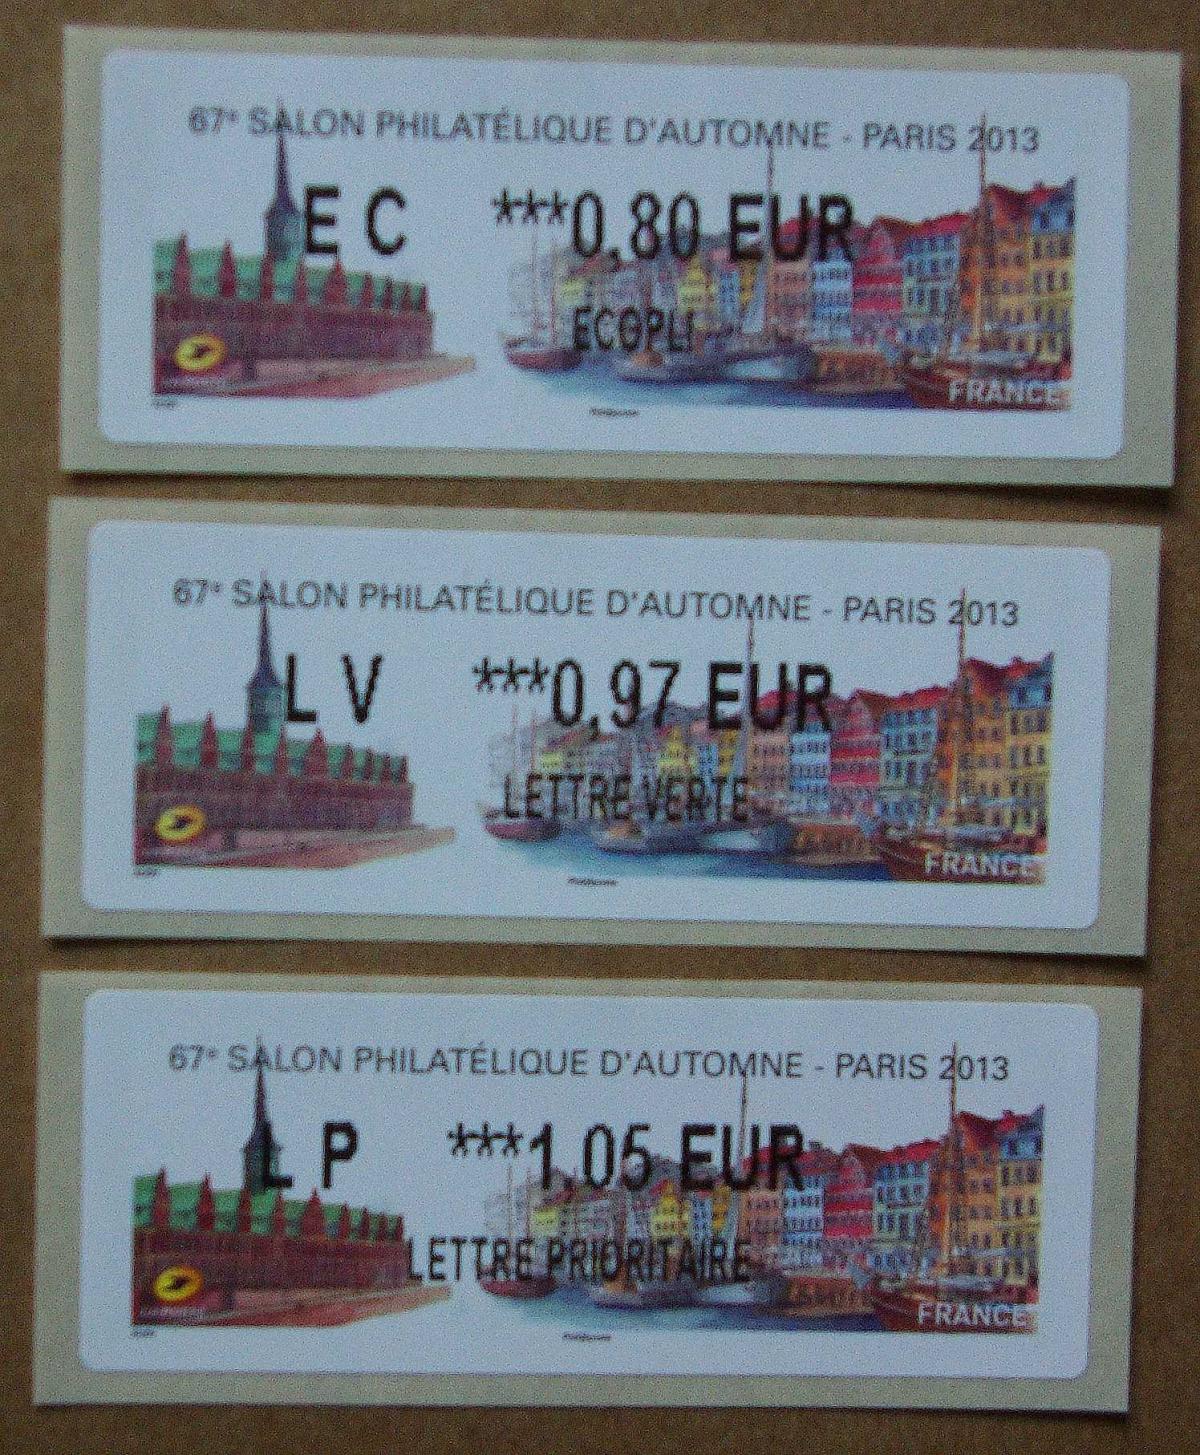 67e SALON PHILATÉLIQUE D'AUTOMNE - PARIS 2013
E C ***0,80 EUR
ECOPLI
FRANCE
67e SALON PHILATÉLIQUE D'AUTOMNE - PARIS 2013
L V ***0,97 EUR
LETTRE VERTE
FRANCE
67e SALON PHILATÉLIQUE D'AUTOMNE - PARIS 2013
L P ***1,05 EUR
LETTRE PRIORITAIRE
FRANCE